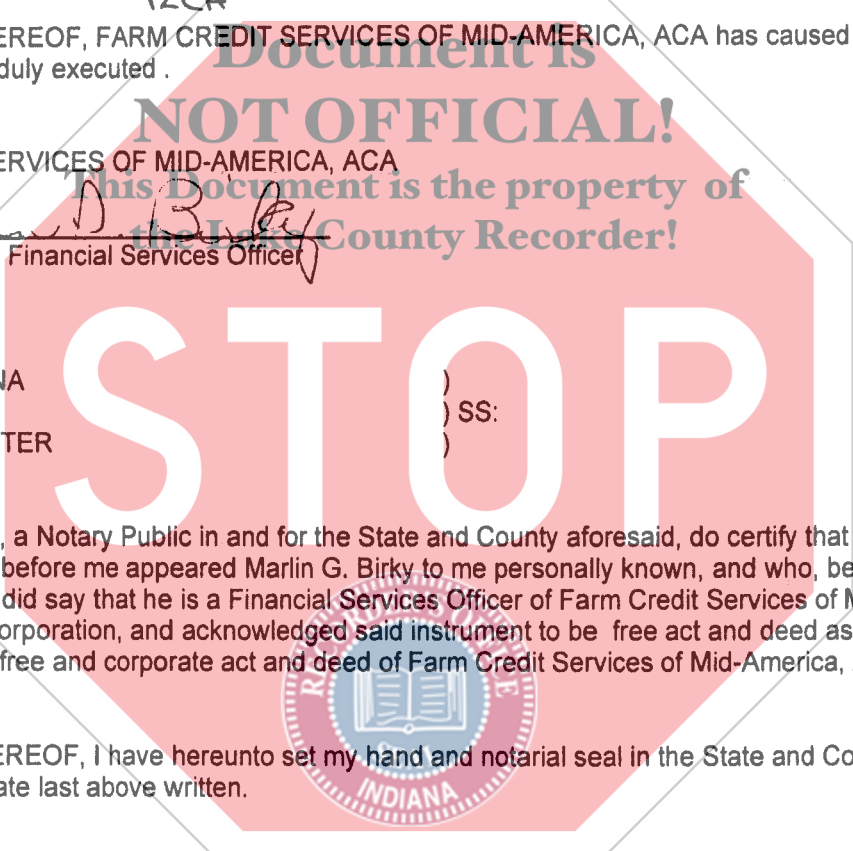 EREOF, FARM CREDIT SERVICES OF MID-AMERICA, ACA has caused
duly executed .
Document is
NOT OFFICIAL!
ERVICES OF MID-AMERICA, ACA
This Document is the property of
the Lake County Recorder!
D. Birky
Financial Services Officer
STOP
NA )
) SS:
TER )
, a Notary Public in and for the State and County aforesaid, do certify that
before me appeared Marlin G. Birky to me personally known, and who, be
did say that he is a Financial Services Officer of Farm Credit Services of M
orporation, and acknowledged said instrument to be free act and deed as
free and corporate act and deed of Farm Credit Services of Mid-America,
RECORDER'S OFFICE
SEAL
INDIANA
EREOF, I have hereunto set my hand and notarial seal in the State and Co
ate last above written.